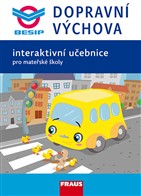 BESIP
DOPRAVNÍ
VÝCHOVA
interaktivní učebnice
pro mateřské školy
FRAUS